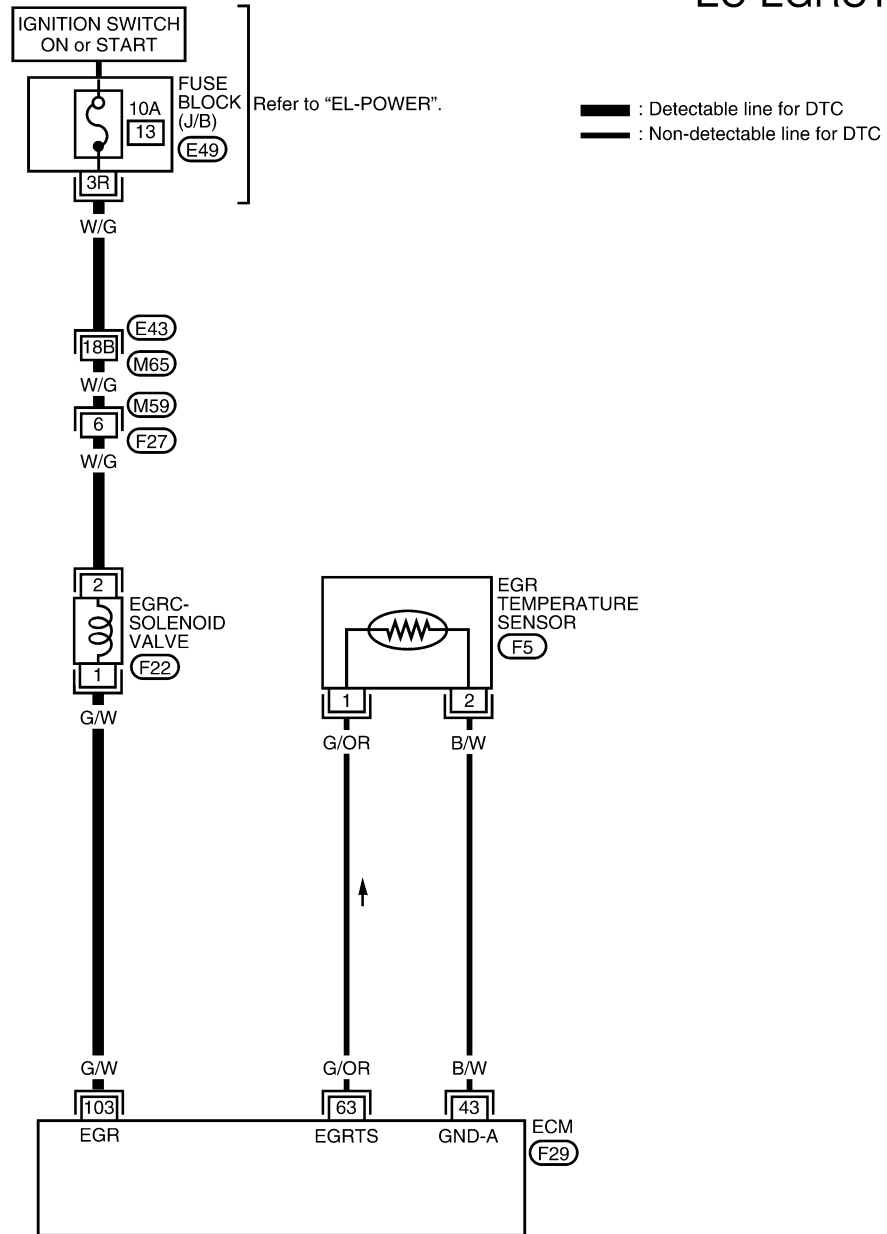 IGNITION SWITCH
ON or START
FUSE
BLOCK
(J/B)
E49
10A
13
3R
Refer to “EL-POWER”.
: Detectable line for DTC
: Non-detectable line for DTC
W/G
E43
18B
M65
W/G
M59
6
F27
W/G
2
EGRC-
SOLENOID
VALVE
F22
1
G/W
EGR
TEMPERATURE
SENSOR
F5
1
2
G/OR
B/W
G/W
G/OR
B/W
103
63
43
EGR
EGRTS
GND-A
ECM
F29